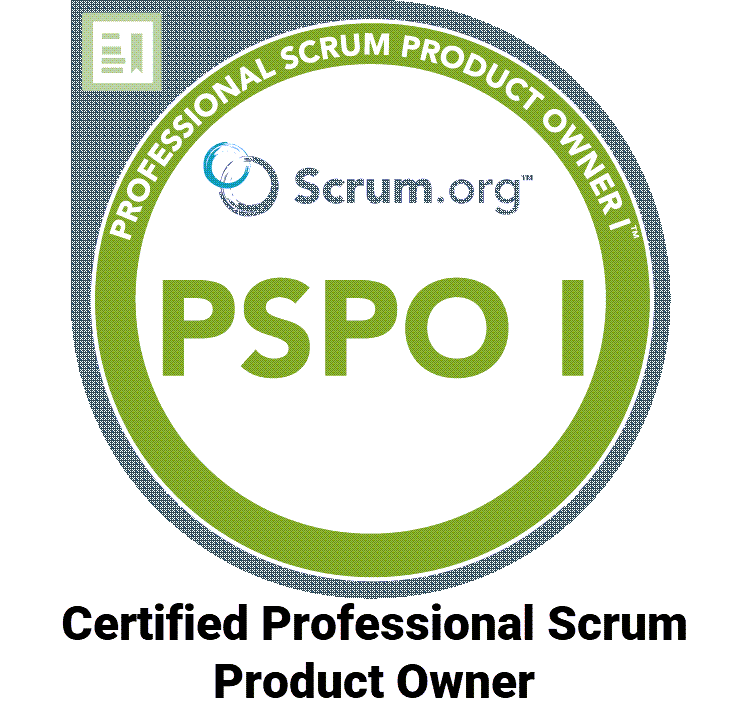 PROFESSIONAL SCRUM PRODUCT OWNER I™
Scrum.org™
PSPO I
Certified Professional Scrum
Product Owner